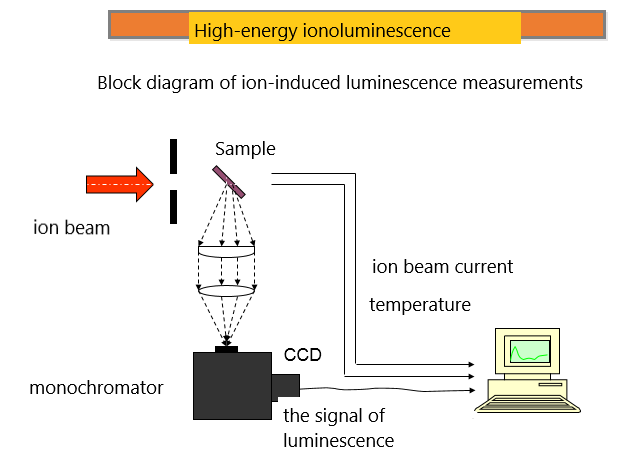 High-energy ionoluminescence
Block diagram of ion-induced luminescence measurements
Sample
ion beam
ion beam current
temperature
CCD
monochromator
the signal of
luminescence